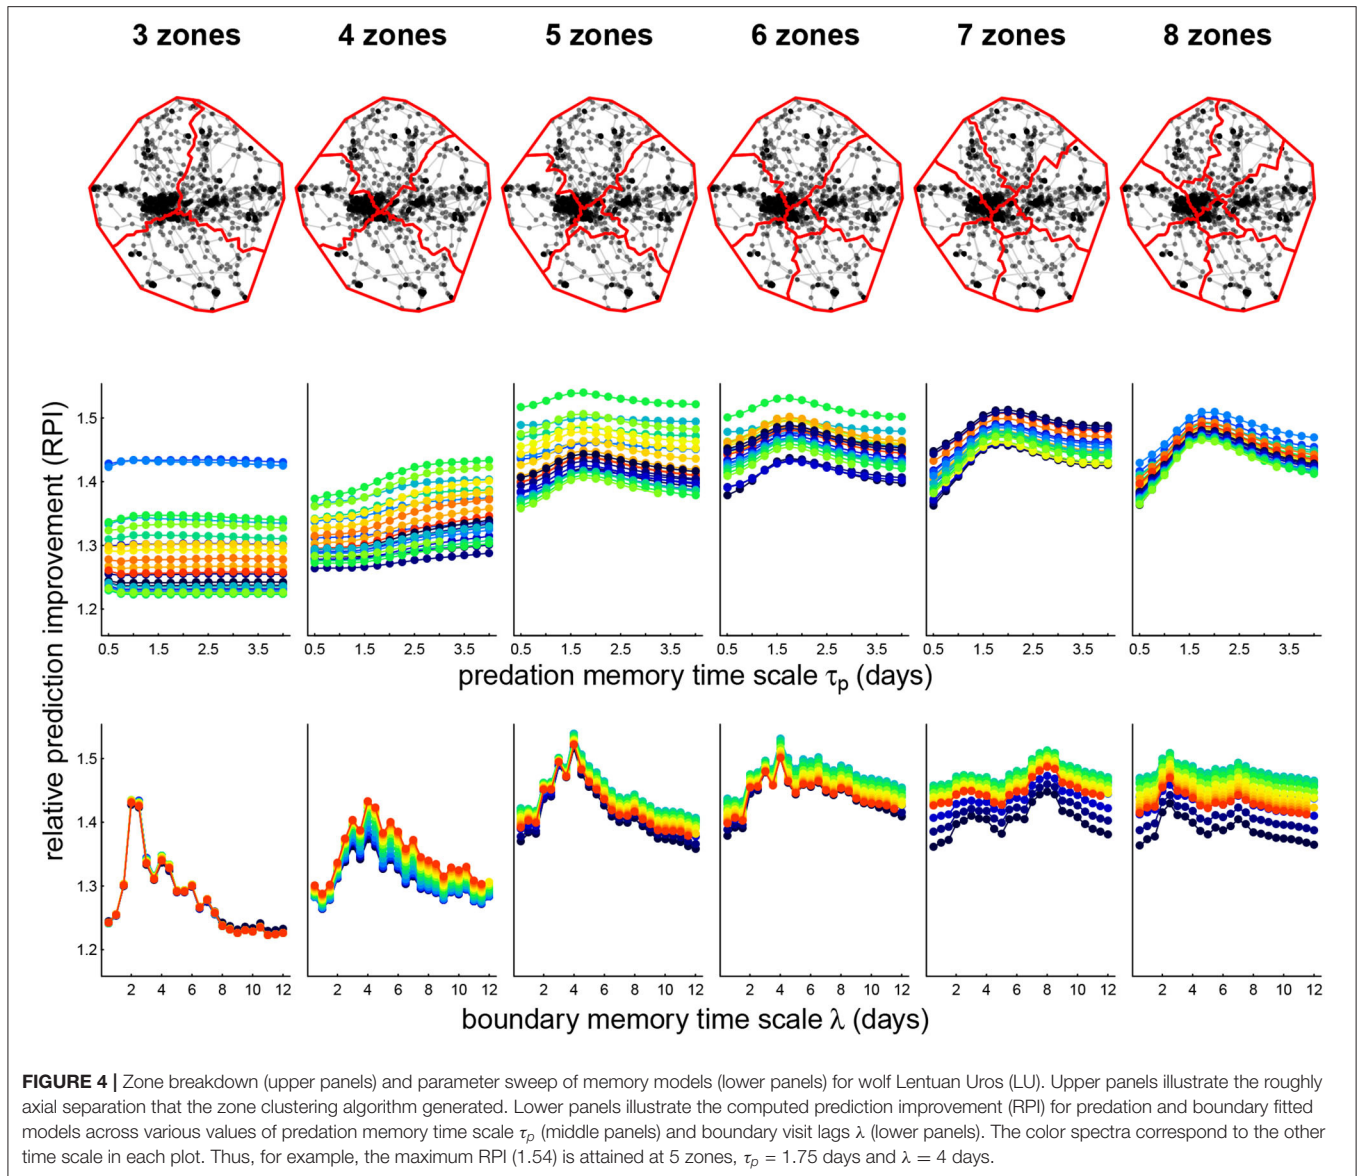 3 zones 4 zones 5 zones 6 zones 7 zones 8 zones
relative prediction improvement (RPI)
1.5
1.4
1.3
1.2
0.5 1.5 2.5 3.5 0.5 1.5 2.5 3.5 0.5 1.5 2.5 3.5 0.5 1.5 2.5 3.5 0.5 1.5 2.5 3.5 0.5 1.5 2.5 3.5
predation memory time scale τp (days)
1.5
1.4
1.3
1.2
2 4 6 8 10 12 2 4 6 8 10 12 2 4 6 8 10 12 2 4 6 8 10 12 2 4 6 8 10 12 2 4 6 8 10 12
boundary memory time scale λ (days)
FIGURE 4 | Zone breakdown (upper panels) and parameter sweep of memory models (lower panels) for wolf Lentuan Uros (LU). Upper panels illustrate the roughly
axial separation that the zone clustering algorithm generated. Lower panels illustrate the computed prediction improvement (RPI) for predation and boundary fitted
models across various values of predation memory time scale τp (middle panels) and boundary visit lags λ (lower panels). The color spectra correspond to the other
time scale in each plot. Thus, for example, the maximum RPI (1.54) is attained at 5 zones, τp = 1.75 days and λ = 4 days.